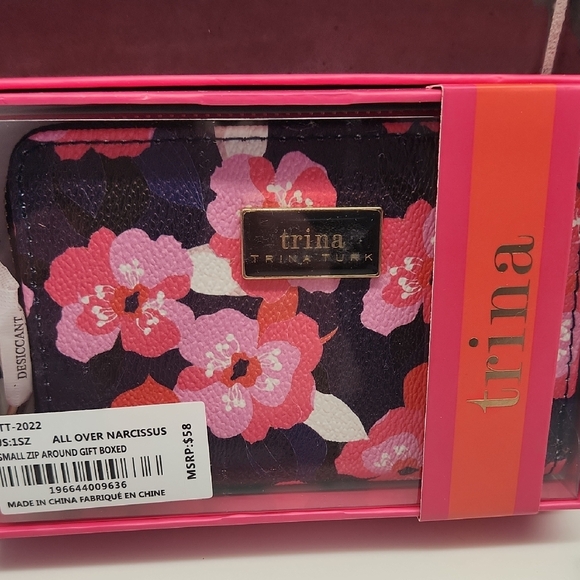 trina
TRINA TURK
trina
DESICCANT
TT-2022
US:1SZ ALL OVER NARCISSUS
SMALL ZIP AROUND GIFT BOXED
MSRP:$58
196644009636
MADE IN CHINA FABRIQUÉ EN CHINE